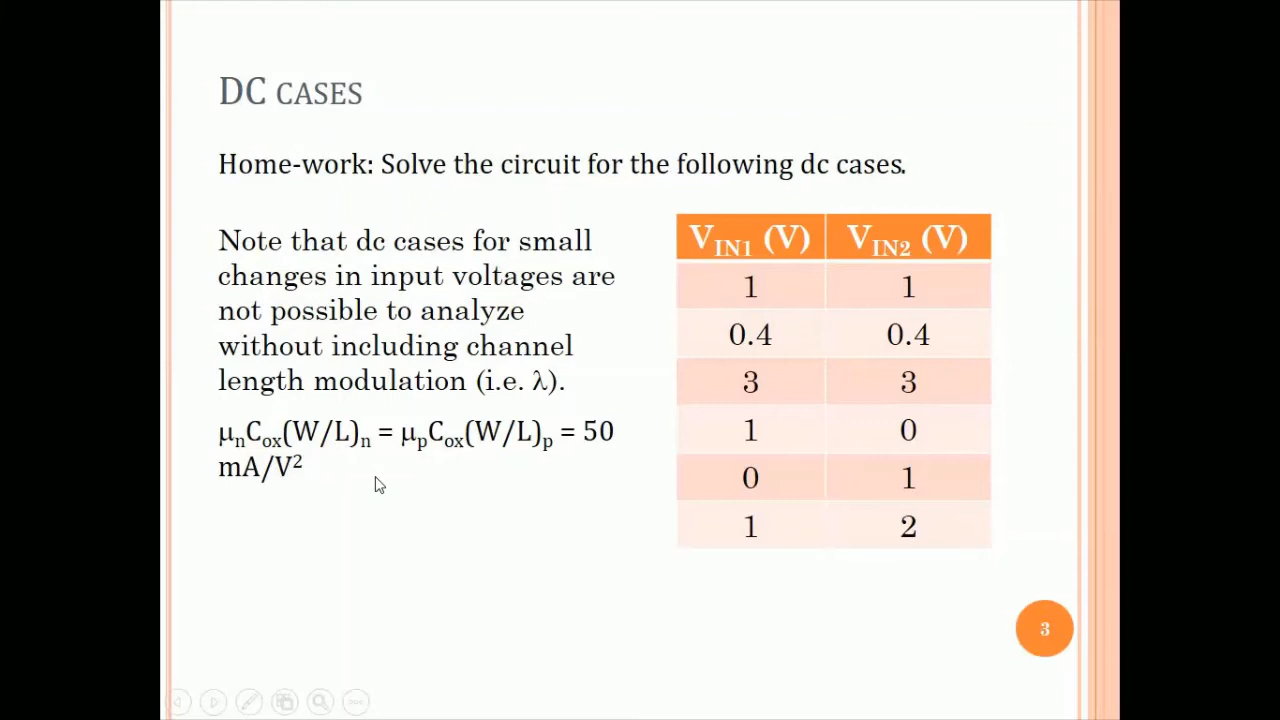 DC CASES
Home-work: Solve the circuit for the following dc cases.
Note that dc cases for small
changes in input voltages are
not possible to analyze
without including channel
length modulation (i.e. λ).
μnCox(W/L)n = μpCox(W/L)p = 50
mA/V²
VIN1 (V) VIN2 (V)
1 1
0.4 0.4
3 3
1 0
0 1
1 2
3